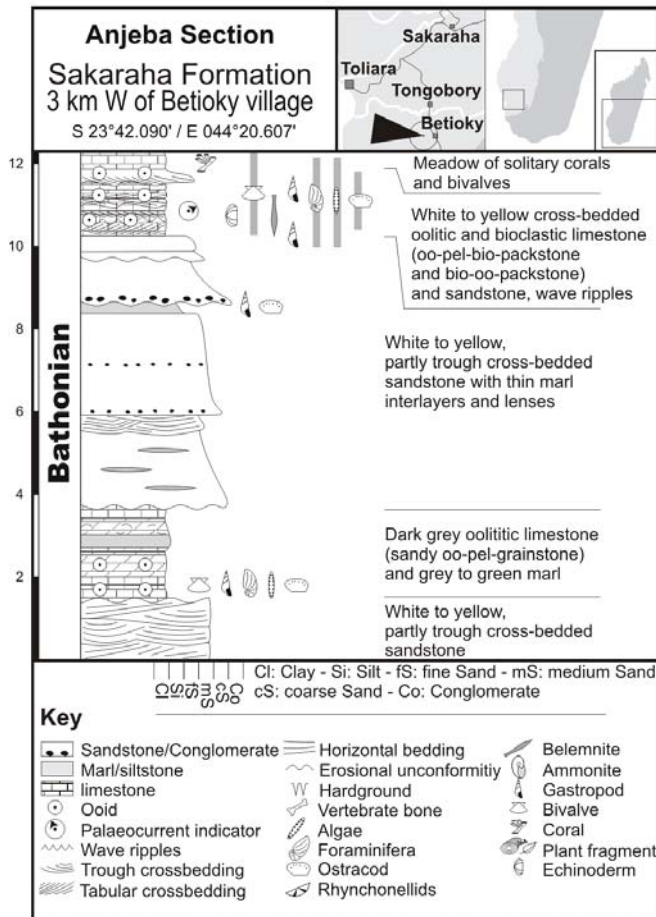 Anjeba Section
Sakaraha Formation
3 km W of Betioky village
S 23°42.090' / E 044°20.607'
Sakaraha
Toliara
Tongobory
Betioky
12
10
8
6
4
2
Bathonian
Meadow of solitary corals
and bivalves
White to yellow cross-bedded
oolitic and bioclastic limestone
(oo-pel-bio-packstone
and bio-oo-packstone)
and sandstone, wave ripples
White to yellow,
partly trough cross-bedded
sandstone with thin marl
interlayers and lenses
Dark grey oolititic limestone
(sandy oo-pel-grainstone)
and grey to green marl
White to yellow,
partly trough cross-bedded
sandstone
Cl
Si
fS
mS
cS
Co
Cl: Clay - Si: Silt - fS: fine Sand - mS: medium Sand
cS: coarse Sand - Co: Conglomerate
Key
Sandstone/Conglomerate
Marl/siltstone
limestone
Ooid
Palaeocurrent indicator
Wave ripples
Trough crossbedding
Tabular crossbedding
Horizontal bedding
Erosional unconformitiy
Hardground
Vertebrate bone
Algae
Foraminifera
Ostracod
Rhynchonellids
Belemnite
Ammonite
Gastropod
Bivalve
Coral
Plant fragment
Echinoderm